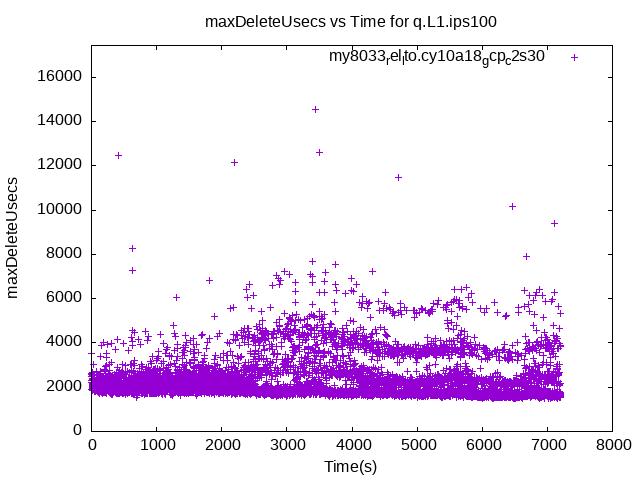 maxDeleteUsecs vs Time for q.L1.ips100
my8033_rel_lto.cy10a18_gcp_c2s30
16000
14000
12000
10000
8000
6000
4000
2000
0
maxDeleteUsecs
0 1000 2000 3000 4000 5000 6000 7000 8000
Time(s)